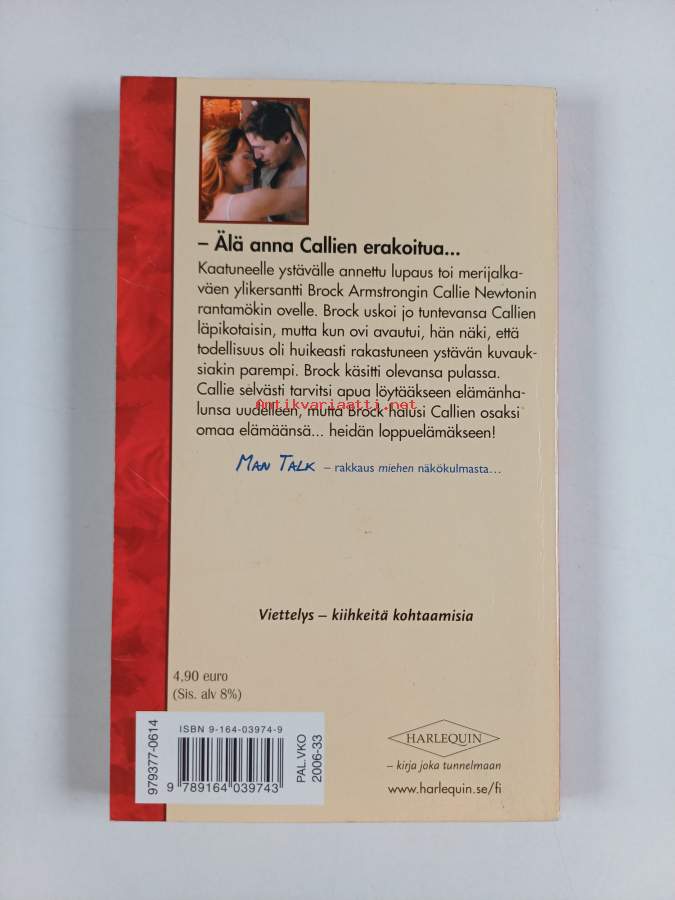 – Älä anna Callien erakoitua...
Kaatuneelle ystävälle annettu lupaus toi merijalka-
väen ylikersantti Brock Armstrongin Callie Newtonin
rantamökin ovelle. Brock uskoi jo tuntevansa Callien
läpikotaisin, mutta kun ovi avautui, hän näki, että
todellisuus oli huikeasti rakastuneen ystävän kuvauk-
siakin parempi. Brock käsitti olevansa pulassa.
Callie selvästi tarvitsi apua löytääkseen elämänha-
Antikvariaatti.net
lunsa uudelleen, mutta Brock halusi Callien osaksi
omaa elämäänsä... heidän loppuelämäkseen!
MAN TALK – rakkaus miehen näkökulmasta...
Viettelys – kiihkeitä kohtaamisia
4,90 euro
(Sis. alv 8%)
979377-0614
ISBN 9-164-03974-9
9 789164 039743
PAL.VKO
2006-33
HARLEQUIN
– kirja joka tunnelmaan
www.harlequin.se/fi